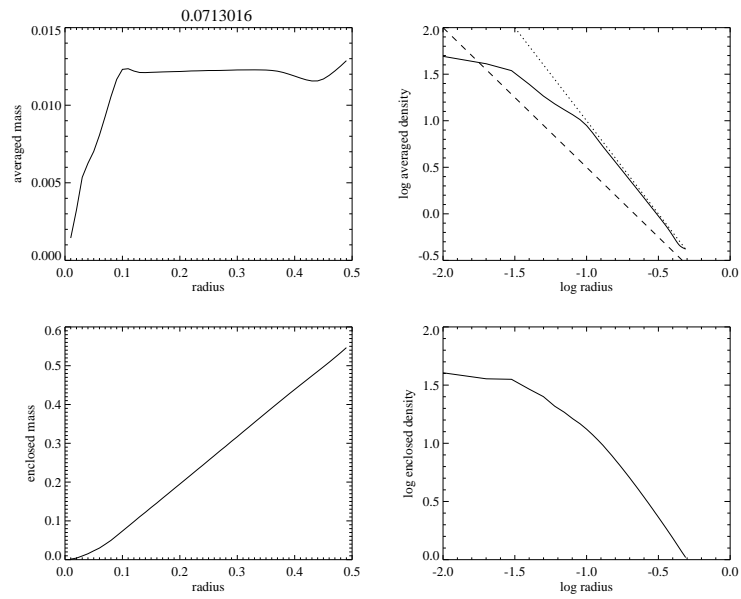 0.0713016
0.015
0.010
0.005
0.000
averaged mass
0.0 0.1 0.2 0.3 0.4 0.5
radius
2.0
1.5
1.0
0.5
0.0
-0.5
log averaged density
-2.0 -1.5 -1.0 -0.5 0.0
log radius
0.6
0.5
0.4
0.3
0.2
0.1
0.0
enclosed mass
0.0 0.1 0.2 0.3 0.4 0.5
radius
2.0
1.5
1.0
0.5
0.0
log enclosed density
-2.0 -1.5 -1.0 -0.5 0.0
log radius